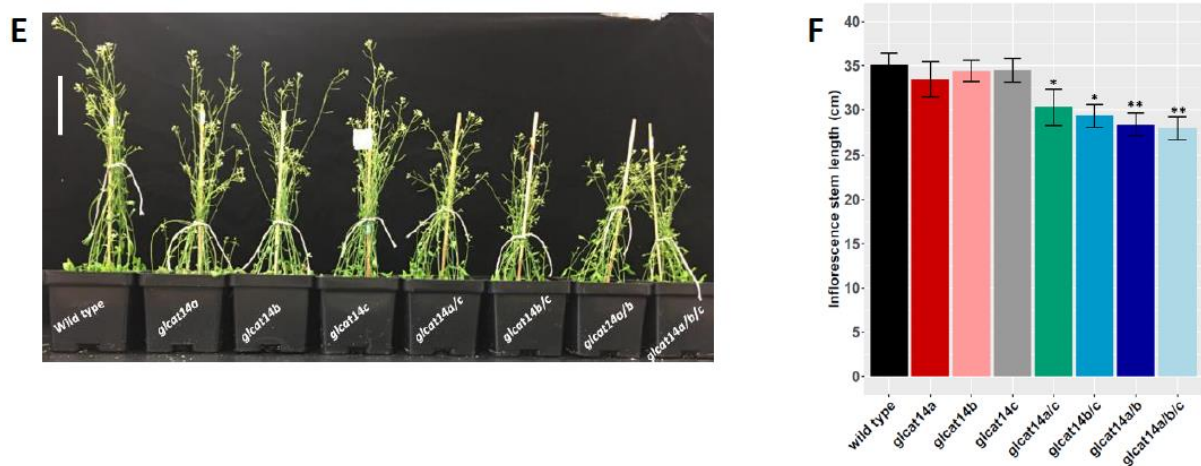 E
Wild type
glcat14a
glcat14b
glcat14c
glcat14a/c
glcat14b/c
glcat14a/b
glcat14a/b/c
F
Inflorescence stem length (cm)
40
35
30
25
20
15
10
5
0
*
*
**
**
wild type
glcat14a
glcat14b
glcat14c
glcat14a/c
glcat14b/c
glcat14a/b
glcat14a/b/c